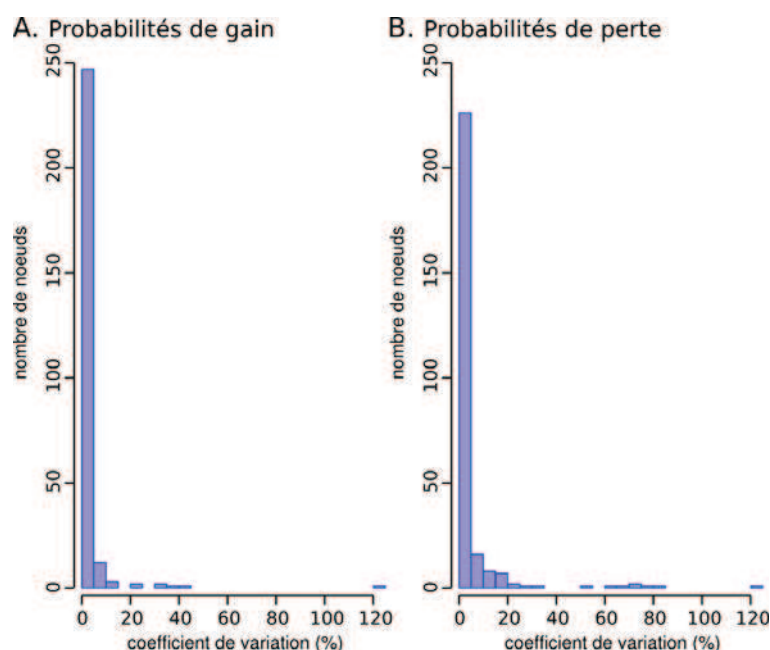 A. Probabilités de gain
250
200
150
100
50
0
nombre de noeuds
0 20 40 60 80 100 120
coefficient de variation (%)
B. Probabilités de perte
250
200
150
100
50
0
nombre de noeuds
0 20 40 60 80 100 120
coefficient de variation (%)